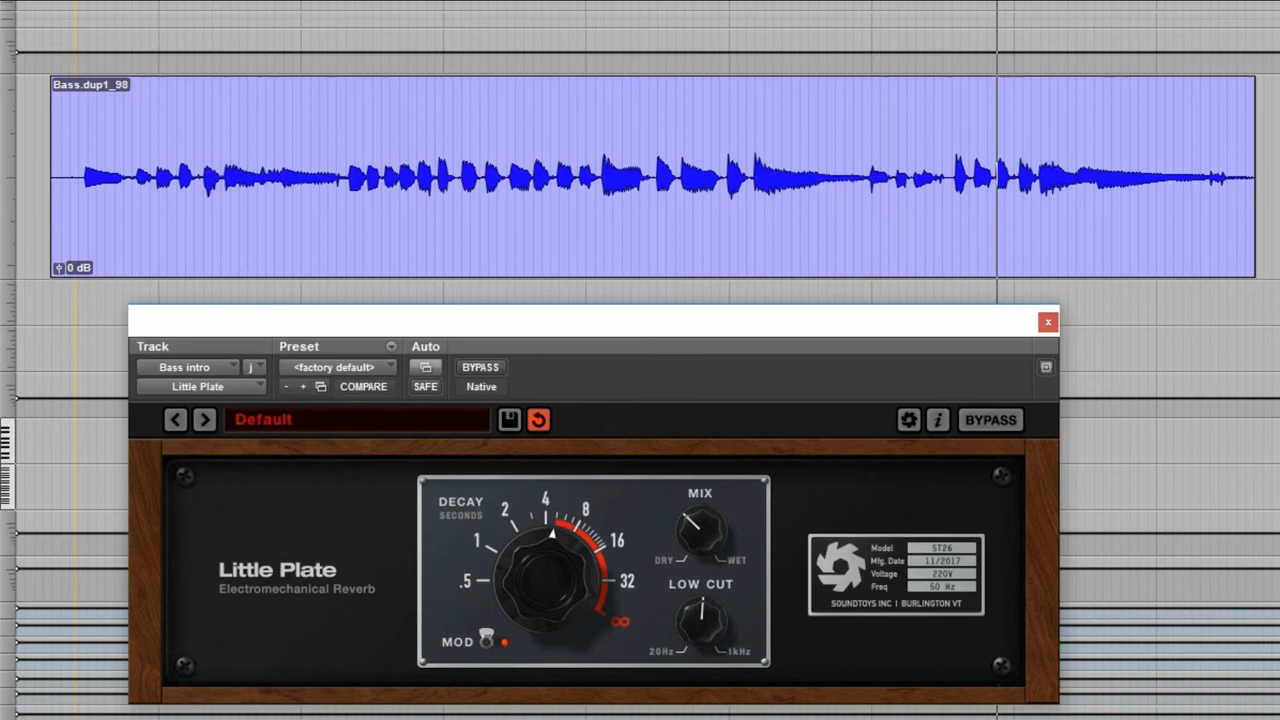 Bass.dup1_98
0 dB
x
Track
Preset
Auto
Bass intro
j
<factory default>
BYPASS
Little Plate
- +
COMPARE
SAFE
Native
Default
i
BYPASS
DECAY
SECONDS
.5
1
2
4
8
16
32
∞
MOD
MIX
DRY
WET
LOW CUT
20Hz
1kHz
Little Plate
Electromechanical Reverb
Model ST26
Mfg. Date 11/2017
Voltage 220V
Freq 50 Hz
SOUNDTOYS INC | BURLINGTON VT